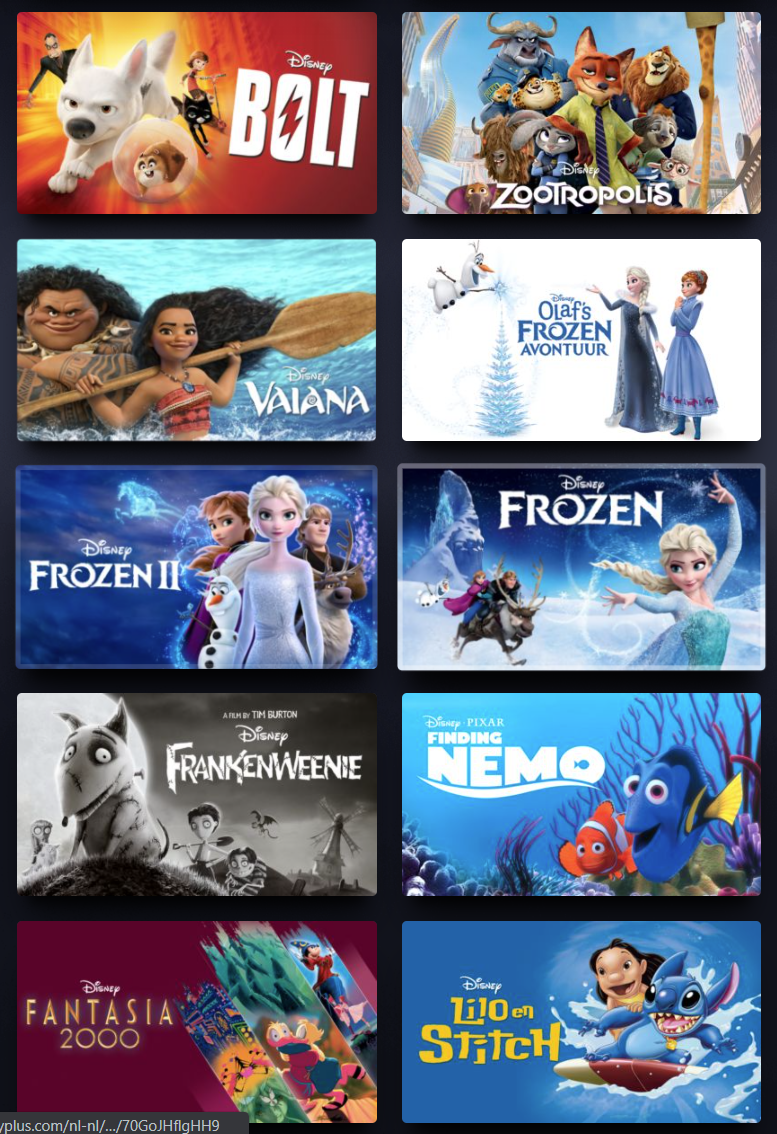 Disney
BOLT
Disney
ZOOTROPOLIS
Disney
VAIANA
Disney
OLAF'S
FROZEN
AVONTUUR
Disney
FROZEN II
Disney
FROZEN
A FILM BY TIM BURTON
Disney
FRANKENWEENIE
Disney · PIXAR
FINDING
NEMO
Disney
FANTASIA
2000
Disney
Lilo en
Stitch
yplus.com/nl-nl/.../70GoJHflgHH9